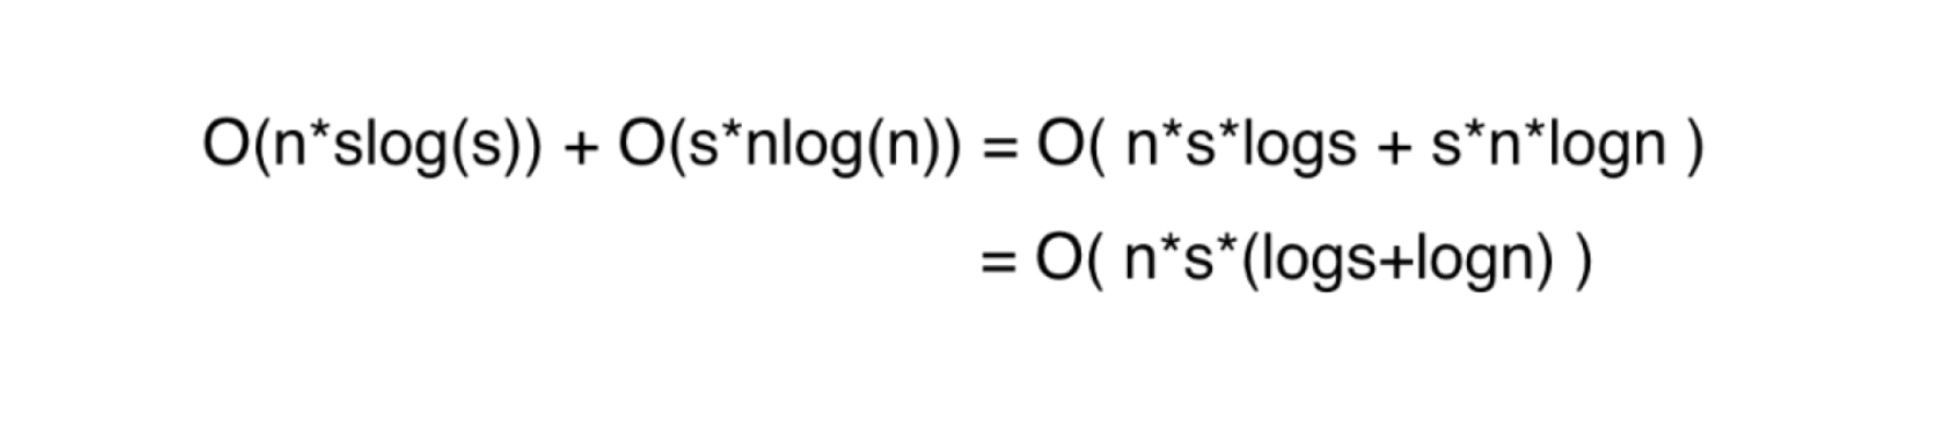 O(n*slog(s)) + O(s*nlog(n)) = O( n*s*logs + s*n*logn )
= O( n*s*(logs+logn) )